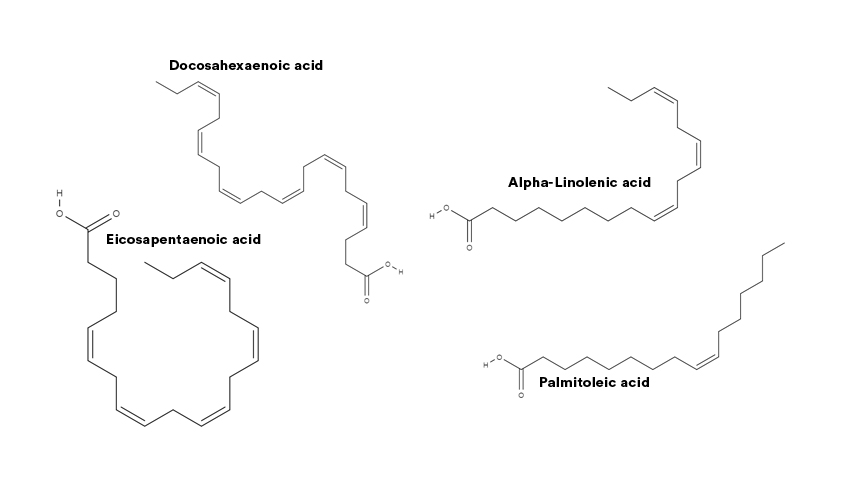 Docosahexaenoic acid
Alpha-Linolenic acid
H
O
O
Eicosapentaenoic acid
H
O
O
O
H
O
Palmitoleic acid
H
O
O